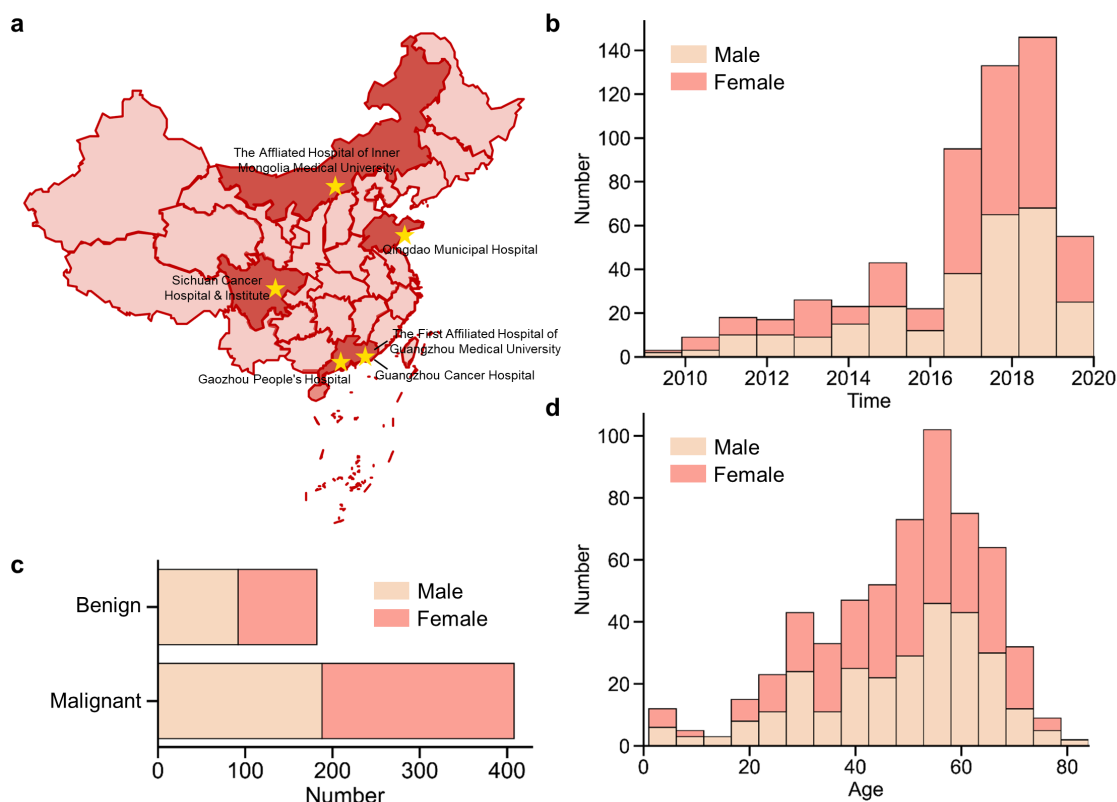 a
The Affliated Hospital of Inner
Mongolia Medical University
Qingdao Municipal Hospital
Sichuan Cancer
Hospital & Institute
The First Affiliated Hospital of
Guangzhou Medical University
Gaozhou People's Hospital
Guangzhou Cancer Hospital
b
Male
Female
Number
0
20
40
60
80
100
120
140
2010
2012
2014
2016
2018
2020
Time
c
Benign
Malignant
Male
Female
0
100
200
300
400
Number
d
Male
Female
Number
0
20
40
60
80
100
0
20
40
60
80
Age